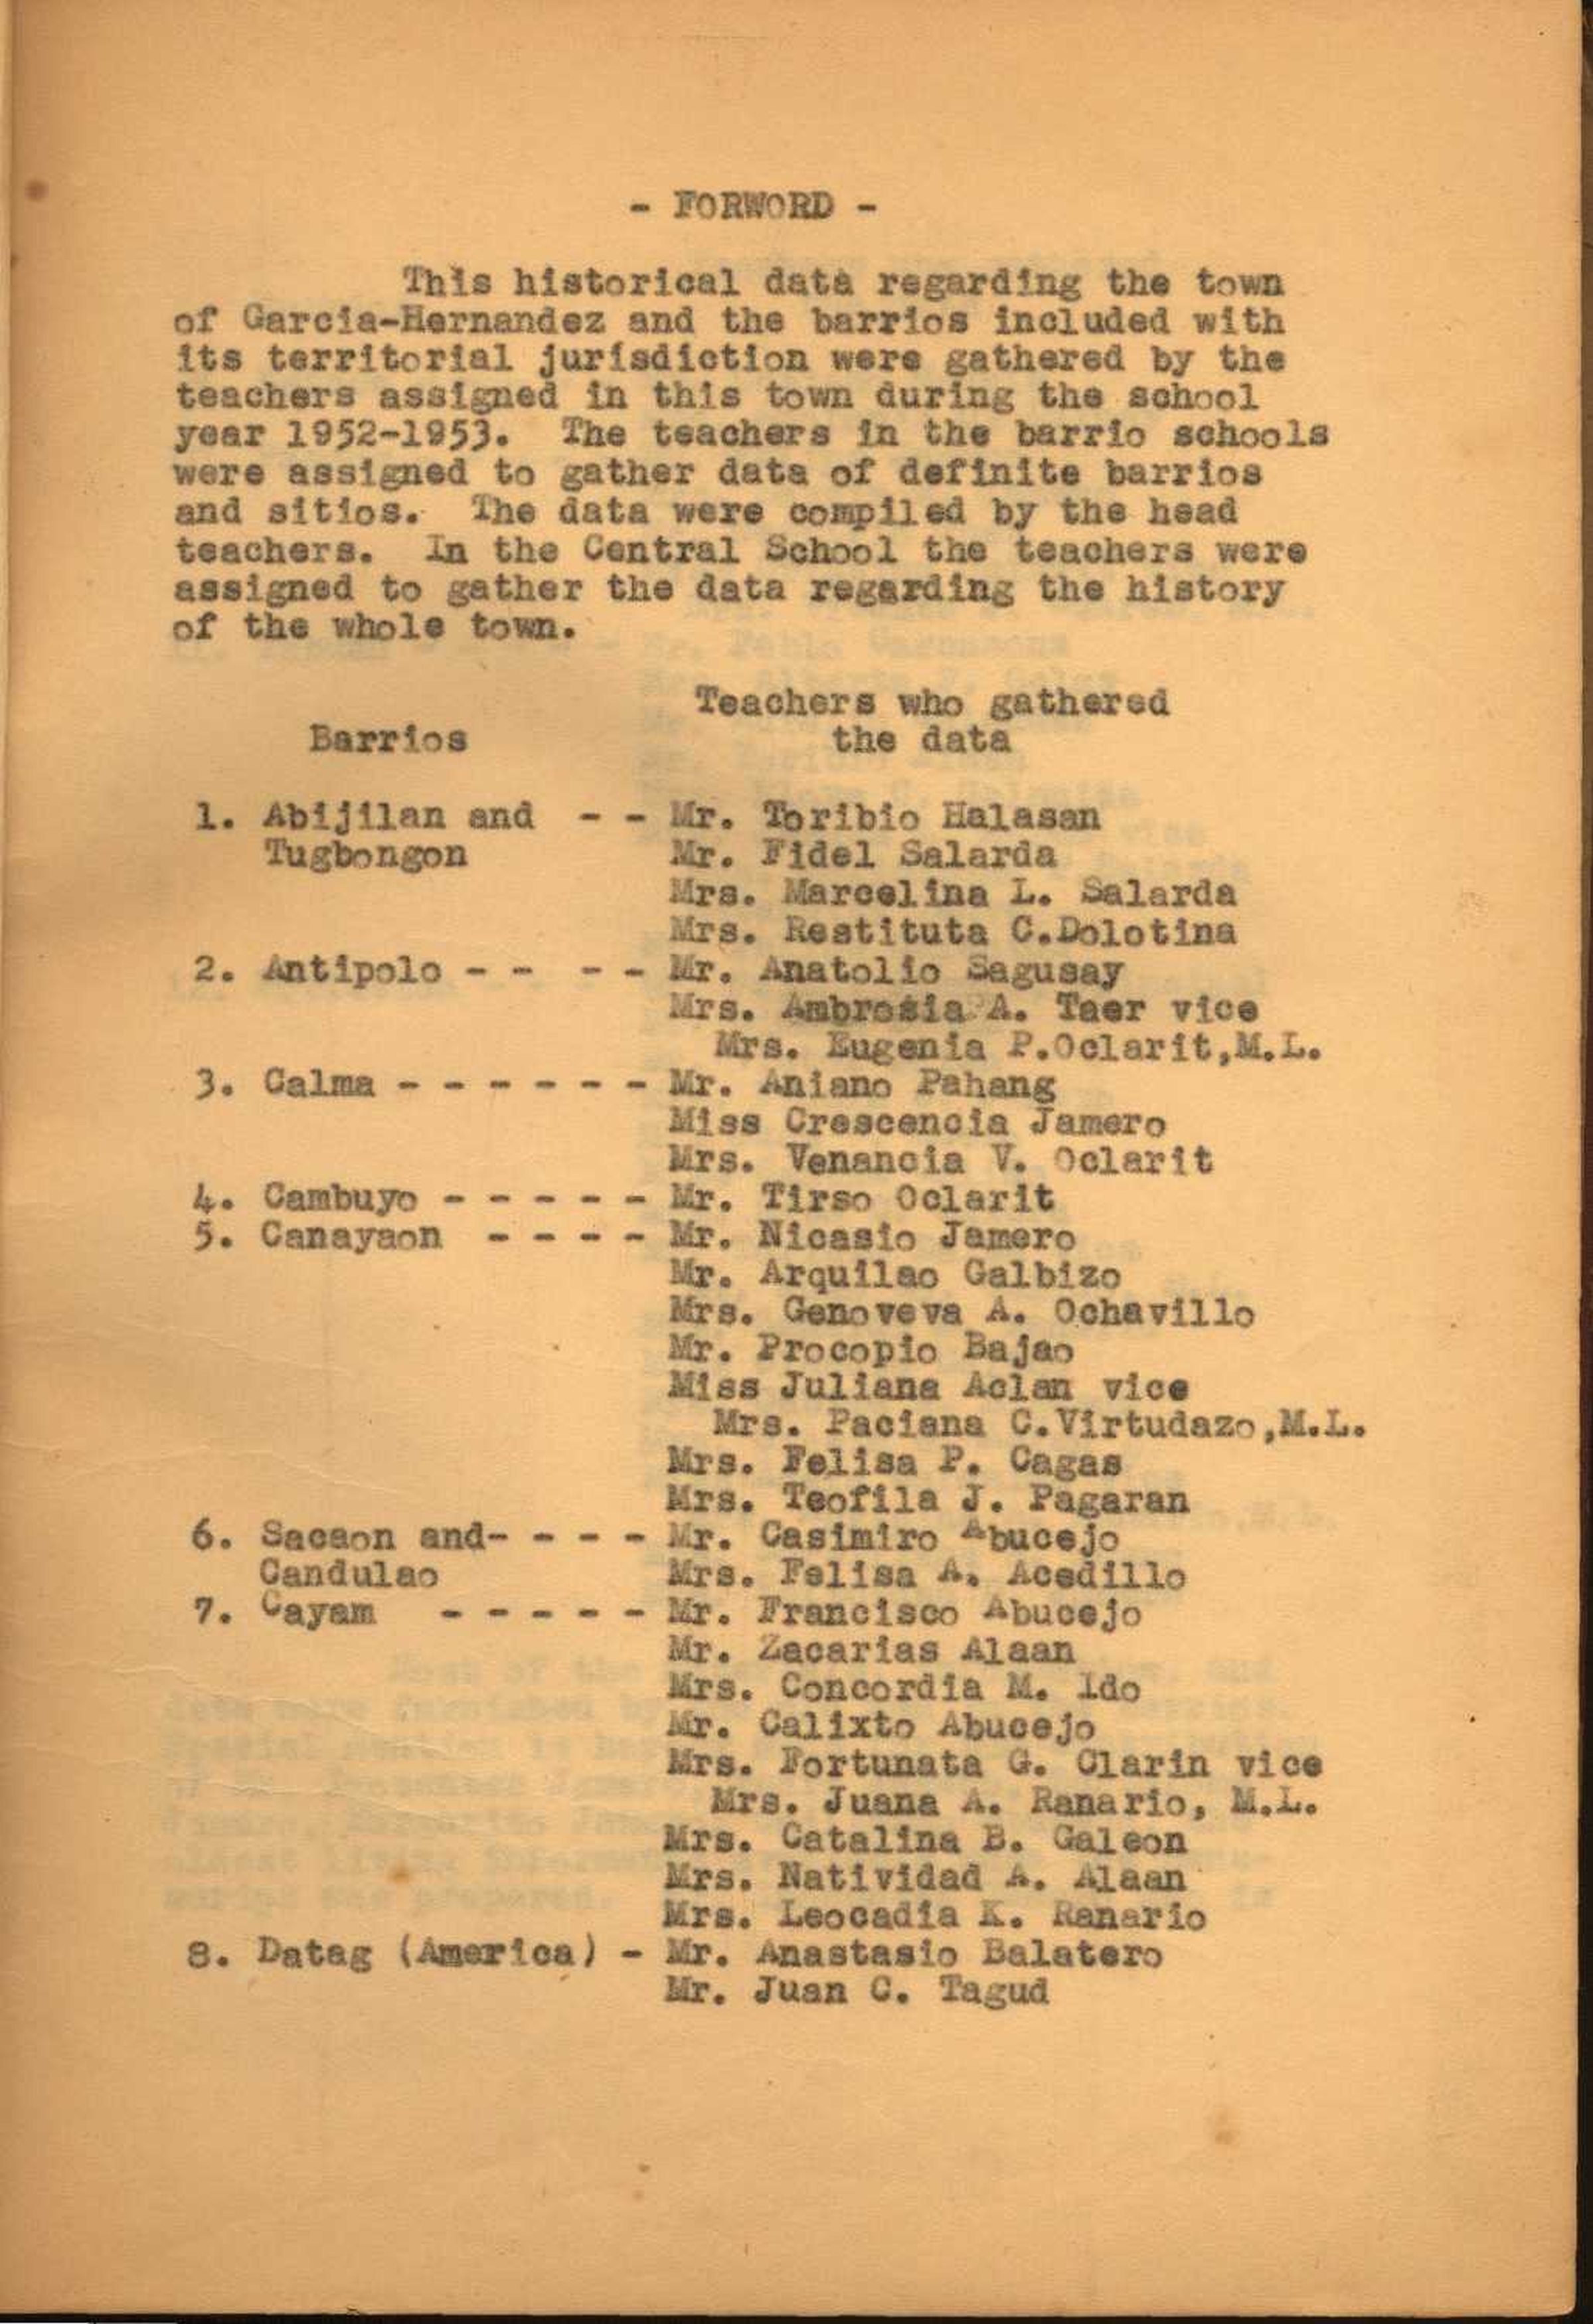 - FORWORD -
This historical data regarding the town
of Garcia-Hernandez and the barrios included with
its territorial jurisdiction were gathered by the
teachers assigned in this town during the school
year 1952-1953. The teachers in the barrio schools
were assigned to gather data of definite barrios
and sitios. The data were compiled by the head
teachers. In the Central School the teachers were
assigned to gather the data regarding the history
of the whole town.
Teachers who gathered
Barrios the data
1. Abijilan and - - Mr. Toribio Halasan
Tugbongon Mr. Fidel Salarda
Mrs. Marcelina L. Salarda
Mrs. Restituta C.Dolotina
2. Antipolo - - - - Mr. Anatolio Sagusay
Mrs. Ambrosia A. Taer vice
Mrs. Eugenia P.Oclarit,M.L.
3. Calma - - - - - - Mr. Aniano Pahang
Miss Crescencia Jamero
Mrs. Venancia V. Oclarit
4. Cambuyo - - - - - Mr. Tirso Oclarit
5. Canayaon - - - - Mr. Nicasio Jamero
Mr. Arquilao Galbizo
Mrs. Genoveva A. Ochavillo
Mr. Procopio Bajao
Miss Juliana Aclan vice
Mrs. Paciana C.Virtudazo,M.L.
Mrs. Felisa P. Cagas
Mrs. Teofila J. Pagaran
6. Sacaon and- - - - Mr. Casimiro Abucejo
Candulao Mrs. Felisa A. Acedillo
7. Cayam - - - - - Mr. Francisco Abucejo
Mr. Zacarias Alaan
Mrs. Concordia M. Ido
Mr. Calixto Abucejo
Mrs. Fortunata G. Clarin vice
Mrs. Juana A. Ranario, M.L.
Mrs. Catalina B. Galeon
Mrs. Natividad A. Alaan
Mrs. Leocadia K. Ranario
8. Datag (America) - Mr. Anastasio Balatero
Mr. Juan C. Tagud